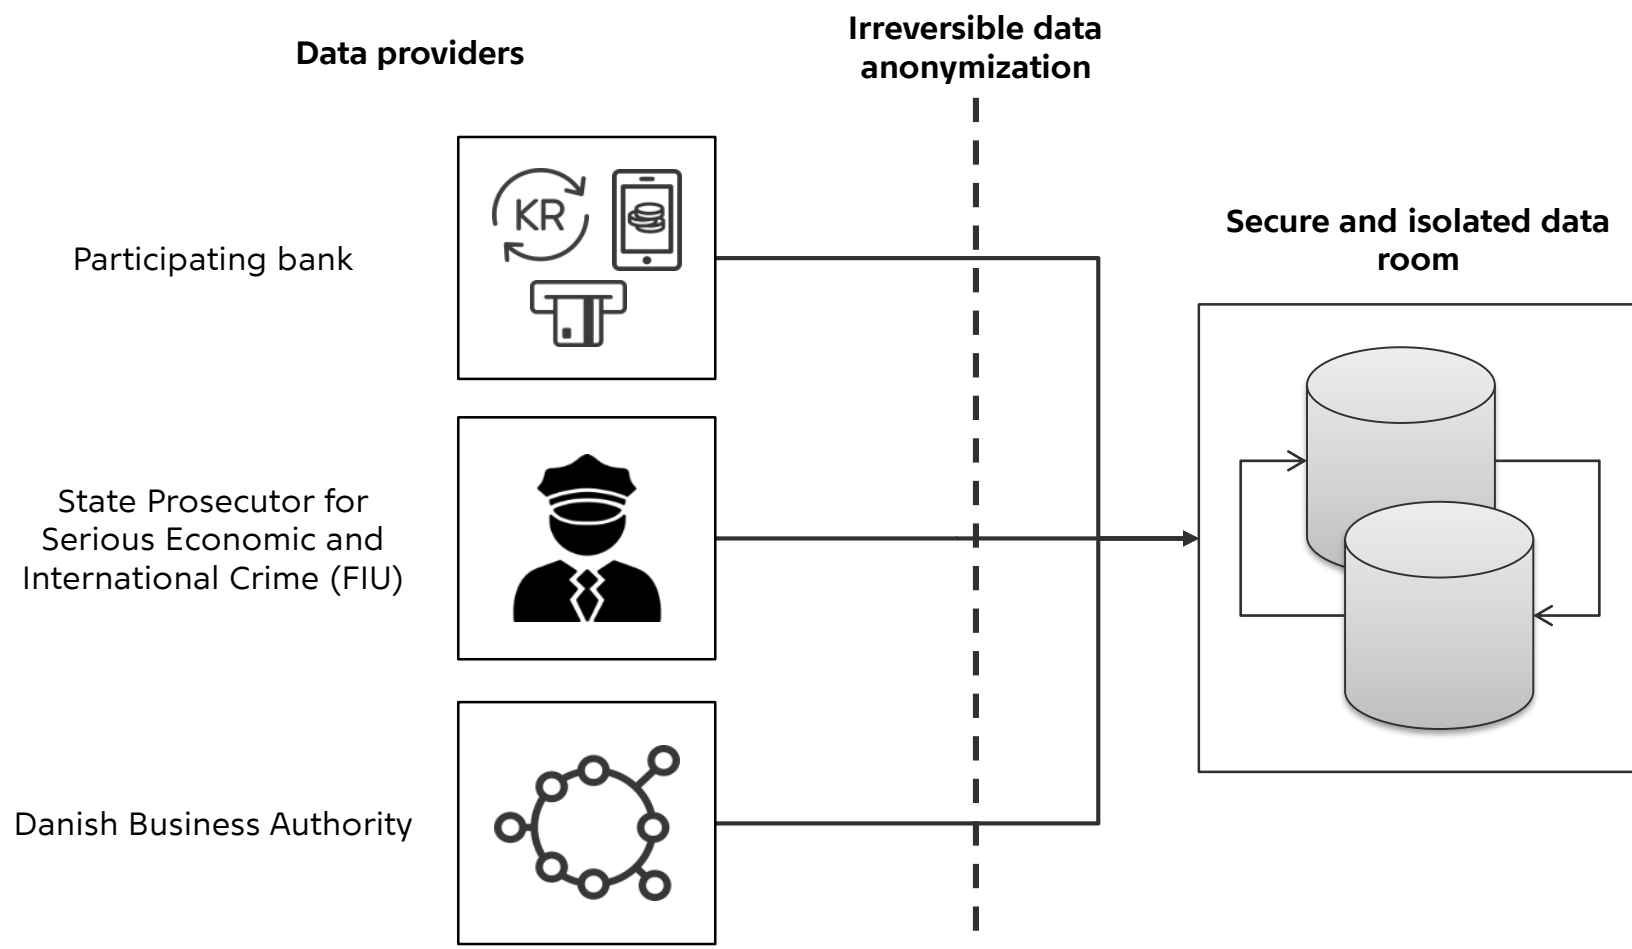 Data providers
Irreversible data
anonymization
KR
Participating bank
Secure and isolated data
room
State Prosecutor for
Serious Economic and
International Crime (FIU)
Danish Business Authority